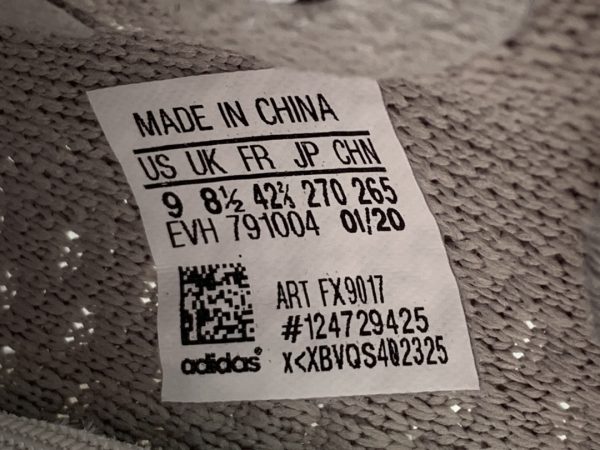 MADE IN CHINA
US UK FR JP CHN
9 8½ 42⅔ 270 265
EVH 791004 01/20
ART FX9017
#124729425
adidas® X<XBVQS4Q2325